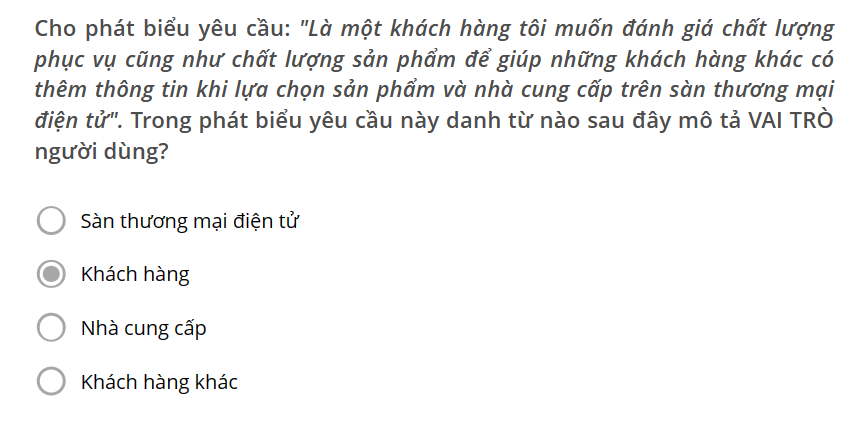 Cho phát biểu yêu cầu: "Là một khách hàng tôi muốn đánh giá chất lượng
phục vụ cũng như chất lượng sản phẩm để giúp những khách hàng khác có
thêm thông tin khi lựa chọn sản phẩm và nhà cung cấp trên sàn thương mại
điện tử". Trong phát biểu yêu cầu này danh từ nào sau đây mô tả VAI TRÒ
người dùng?
Sàn thương mại điện tử
Khách hàng
Nhà cung cấp
Khách hàng khác